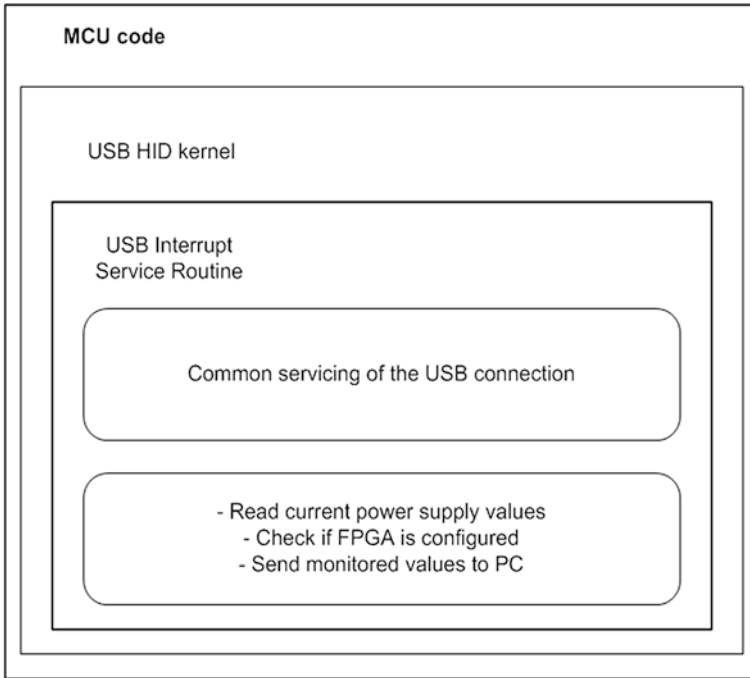 MCU code
USB HID kernel
USB Interrupt
Service Routine
Common servicing of the USB connection
- Read current power supply values
- Check if FPGA is configured
- Send monitored values to PC